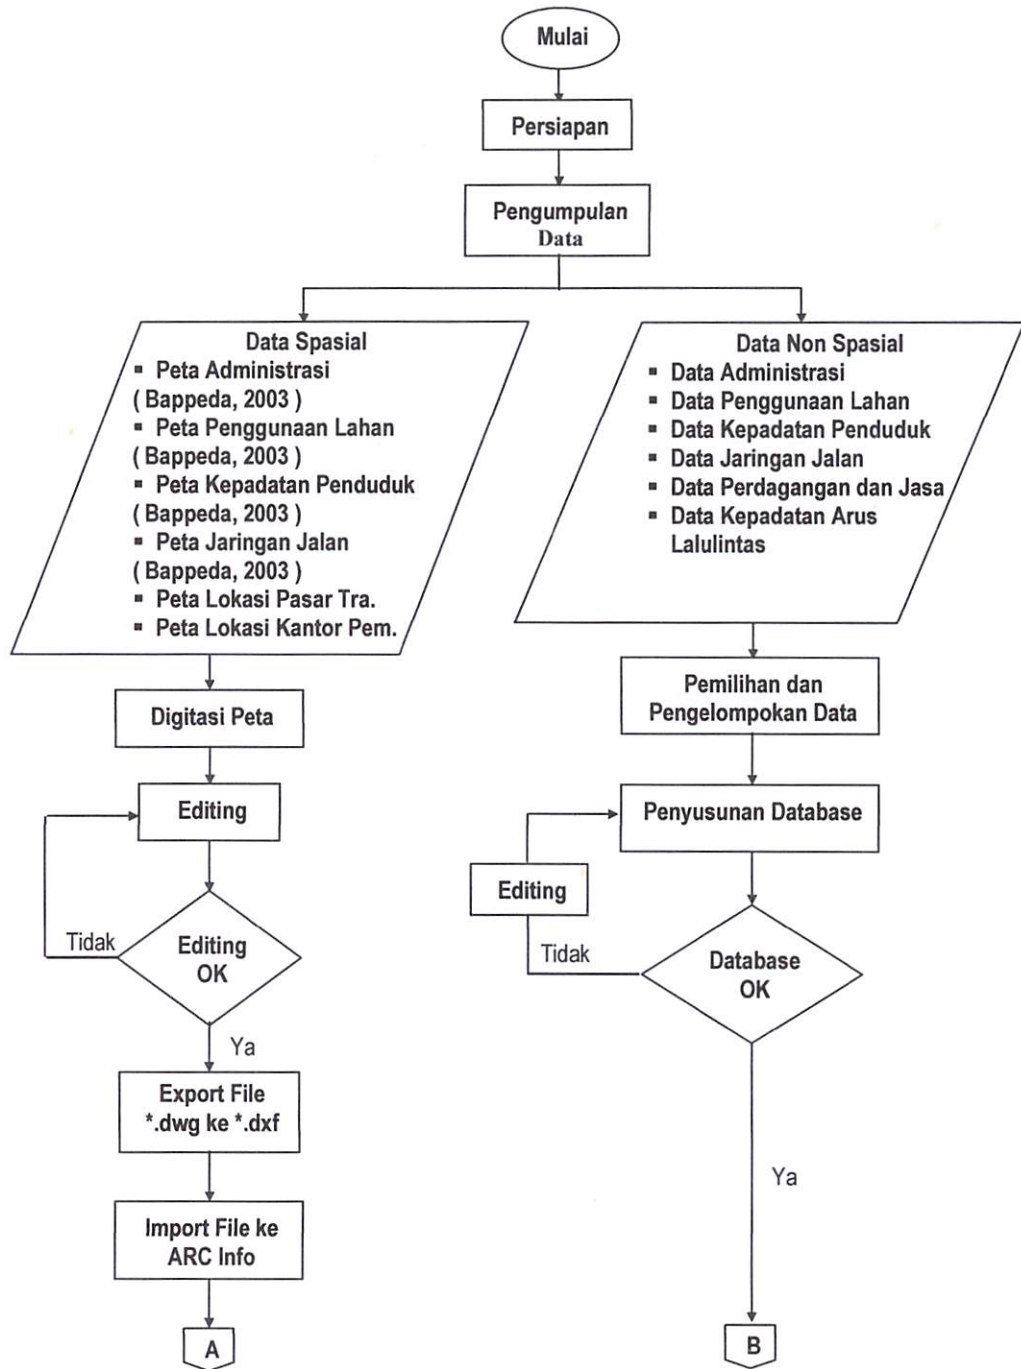 Mulai
Persiapan
Pengumpulan
Data
Data Spasial
▪ Peta Administrasi
( Bappeda, 2003 )
▪ Peta Penggunaan Lahan
( Bappeda, 2003 )
▪ Peta Kepadatan Penduduk
( Bappeda, 2003 )
▪ Peta Jaringan Jalan
( Bappeda, 2003 )
▪ Peta Lokasi Pasar Tra.
▪ Peta Lokasi Kantor Pem.
Data Non Spasial
▪ Data Administrasi
▪ Data Penggunaan Lahan
▪ Data Kepadatan Penduduk
▪ Data Jaringan Jalan
▪ Data Perdagangan dan Jasa
▪ Data Kepadatan Arus
Lalulintas
Digitasi Peta
Editing
Tidak
Editing
OK
Ya
Export File
*.dwg ke *.dxf
Import File ke
ARC Info
A
Pemilihan dan
Pengelompokan Data
Penyusunan Database
Editing
Tidak
Database
OK
Ya
B